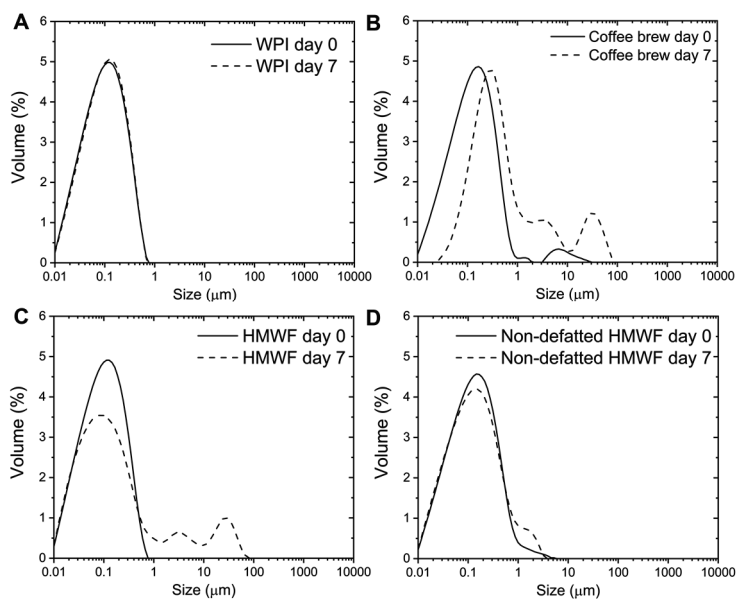 A
WPI day 0
WPI day 7
Volume (%)
6
5
4
3
2
1
0
0.01 0.1 1 10 100 1000 10000
Size (μm)
B
Coffee brew day 0
Coffee brew day 7
Volume (%)
6
5
4
3
2
1
0
0.01 0.1 1 10 100 1000 10000
Size (μm)
C
HMWF day 0
HMWF day 7
Volume (%)
6
5
4
3
2
1
0
0.01 0.1 1 10 100 1000 10000
Size (μm)
D
Non-defatted HMWF day 0
Non-defatted HMWF day 7
Volume (%)
6
5
4
3
2
1
0
0.01 0.1 1 10 100 1000 10000
Size (μm)